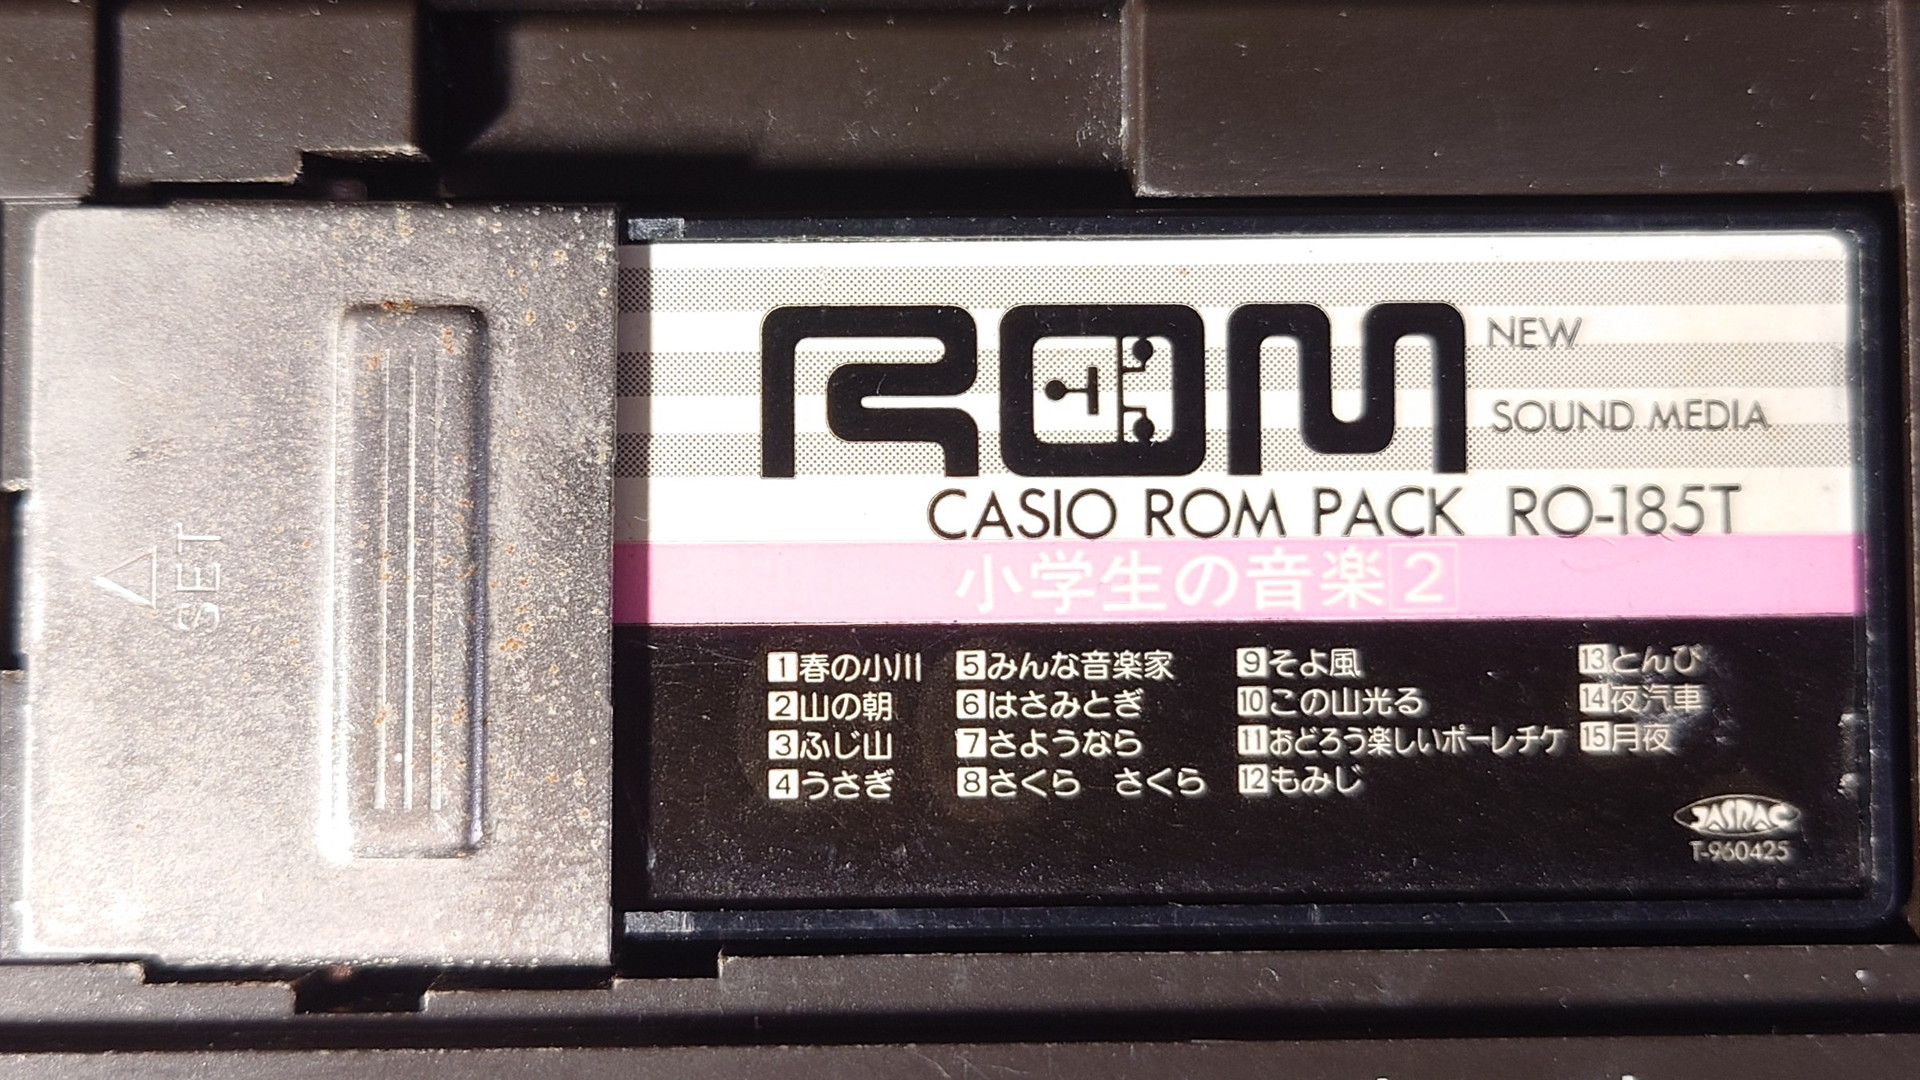 SET
ROM
NEW
SOUND MEDIA
CASIO ROM PACK RO-185T
小学生の音楽2
1春の小川
2山の朝
3ふじ山
4うさぎ
5みんな音楽家
6はさみとぎ
7さようなら
8さくら さくら
9そよ風
10この山光る
11おどろう楽しいポーレチケ
12もみじ
13とんび
14夜汽車
15月夜
JASRAC
T-960425